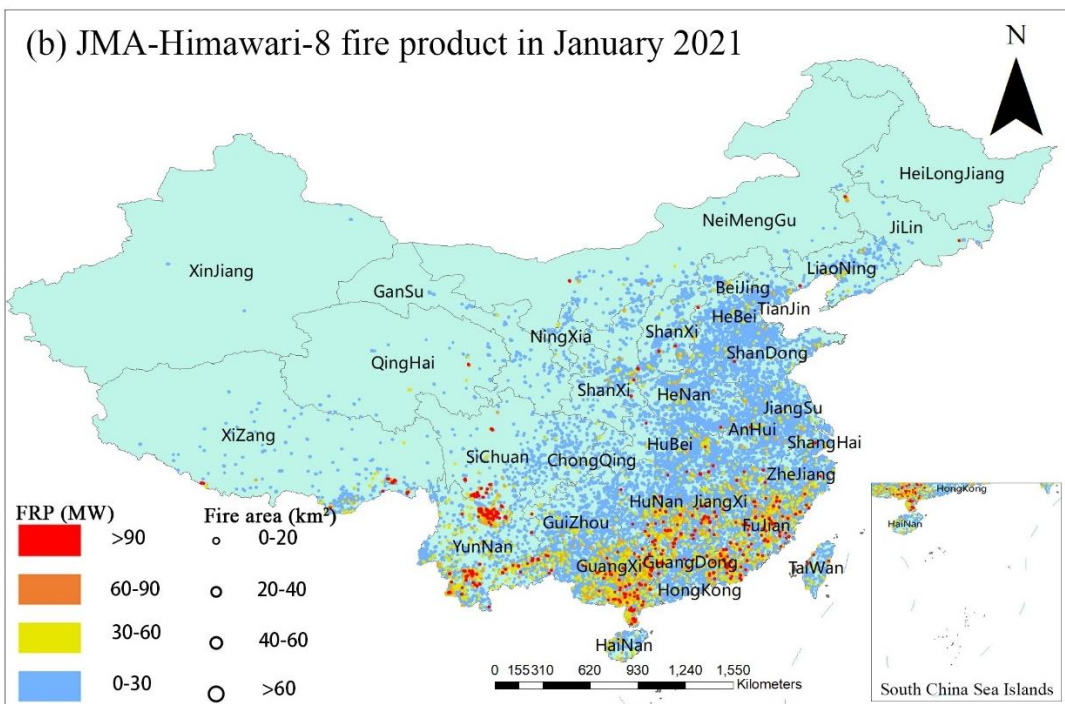 (b) JMA-Himawari-8 fire product in January 2021
N
HeiLongJiang
NeiMengGu
JiLin
XinJiang
LiaoNing
GanSu
BeiJing
TianJin
HeBei
NingXia
ShanXi
QingHai
ShanDong
ShanXi
HeNan
JiangSu
XiZang
AnHui
HuBei
ShangHai
SiChuan
ChongQing
ZheJiang
HuNan
JiangXi
GuiZhou
FuJian
YunNan
GuangXi
GuangDong
TaiWan
HongKong
HaiNan
FRP (MW)
Fire area (km²)
>90
0-20
60-90
20-40
30-60
40-60
0-30
>60
0 155310 620 930 1,240 1,550
Kilometers
HongKong
HaiNan
South China Sea Islands